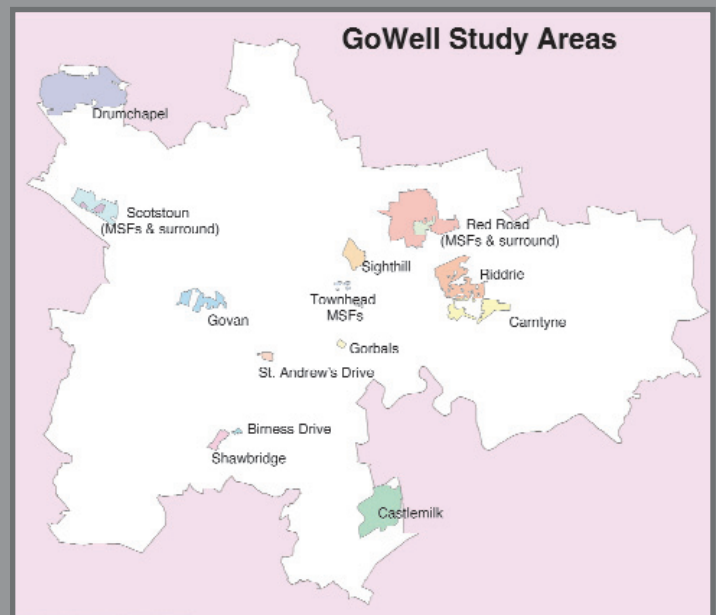 GoWell Study Areas
Drumchapel
Scotstoun
(MSFs & surround)
Red Road
(MSFs & surround)
Sighthill
Riddrie
Townhead
MSFs
Govan
Carntyne
Gorbals
St. Andrew's Drive
Birness Drive
Shawbridge
Castlemilk